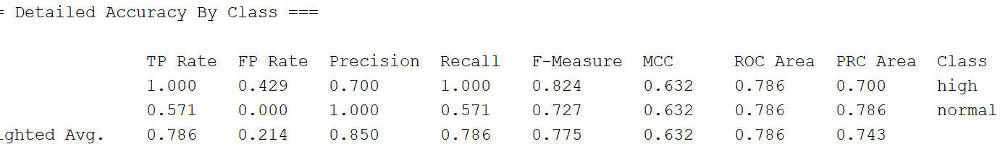 = Detailed Accuracy By Class ===
TP Rate FP Rate Precision Recall F-Measure MCC ROC Area PRC Area Class
1.000 0.429 0.700 1.000 0.824 0.632 0.786 0.700 high
0.571 0.000 1.000 0.571 0.727 0.632 0.786 0.786 normal
ighted Avg. 0.786 0.214 0.850 0.786 0.775 0.632 0.786 0.743